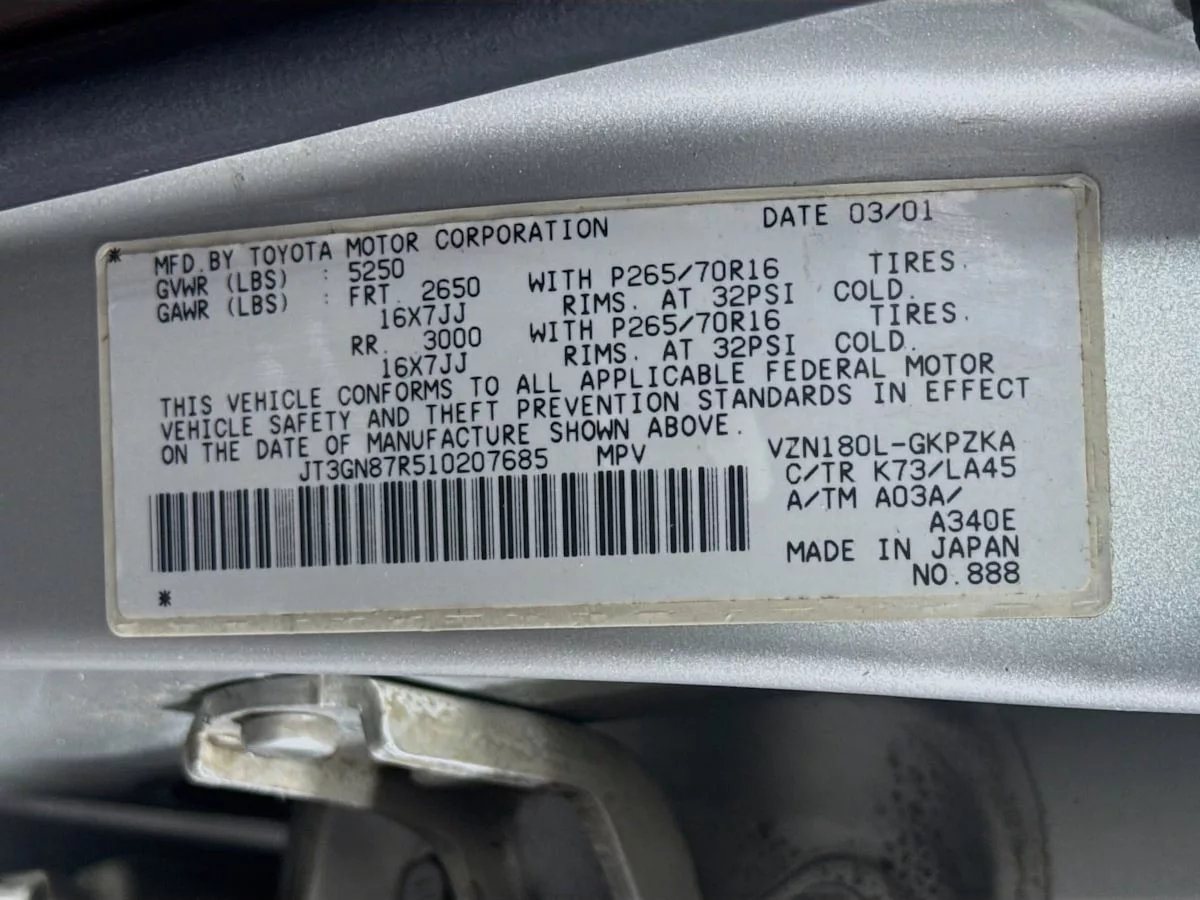 * MFD.BY TOYOTA MOTOR CORPORATION DATE 03/01
GVWR (LBS) : 5250
GAWR (LBS) : FRT. 2650 WITH P265/70R16 TIRES.
16X7JJ RIMS. AT 32PSI COLD.
RR. 3000 WITH P265/70R16 TIRES.
16X7JJ RIMS. AT 32PSI COLD.
THIS VEHICLE CONFORMS TO ALL APPLICABLE FEDERAL MOTOR
VEHICLE SAFETY AND THEFT PREVENTION STANDARDS IN EFFECT
ON THE DATE OF MANUFACTURE SHOWN ABOVE.
JT3GN87R510207685 MPV VZN180L-GKPZKA
C/TR K73/LA45
A/TM A03A/
A340E
MADE IN JAPAN
* NO.888